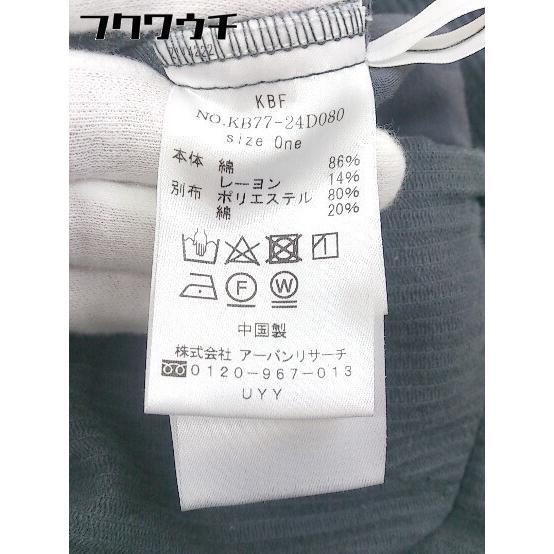 フクワウチ
KBF
NO.KB77-24D080
size One
本体 綿 86%
レーヨン 14%
別布 ポリエステル 80%
綿 20%
F W
中国製
株式会社 アーバンリサーチ
0120-967-013
UYY